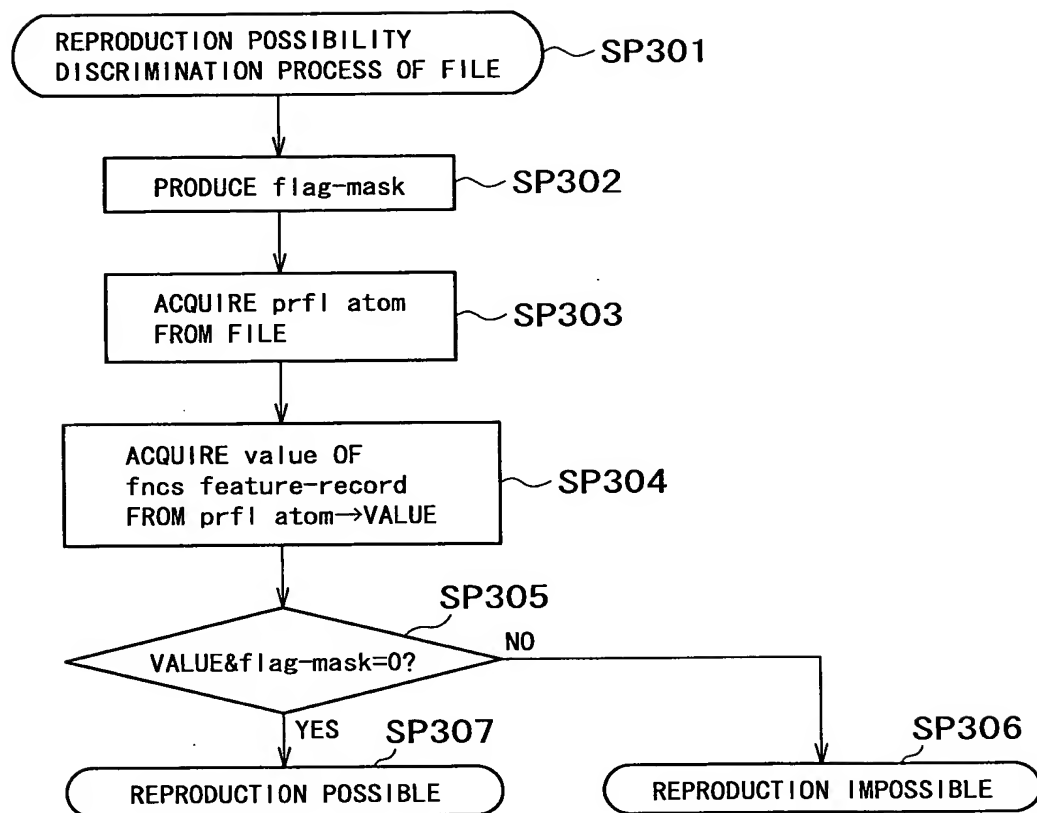 REPRODUCTION POSSIBILITY
DISCRIMINATION PROCESS OF FILE
SP301
PRODUCE flag-mask
SP302
ACQUIRE prfl atom
FROM FILE
SP303
ACQUIRE value OF
fncs feature-record
FROM prfl atom→VALUE
SP304
SP305
VALUE&flag-mask=0?
NO
YES
SP307
REPRODUCTION POSSIBLE
SP306
REPRODUCTION IMPOSSIBLE